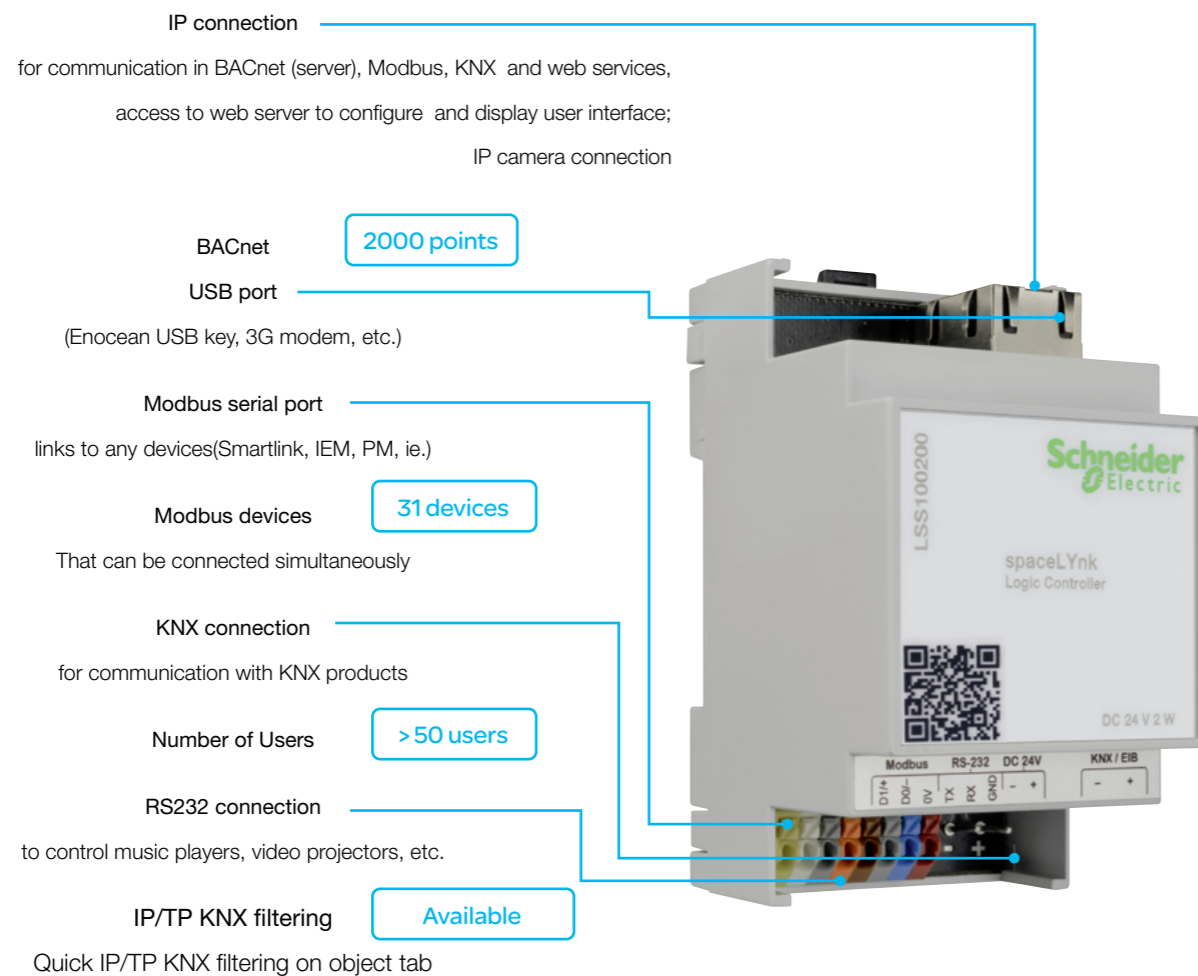 IP connection
for communication in BACnet (server), Modbus, KNX and web services,
access to web server to configure and display user interface;
IP camera connection
BACnet
2000 points
USB port
(Enocean USB key, 3G modem, etc.)
Modbus serial port
links to any devices(Smartlink, IEM, PM, ie.)
Modbus devices
31 devices
That can be connected simultaneously
KNX connection
for communication with KNX products
Number of Users
> 50 users
RS232 connection
to control music players, video projectors, etc.
IP/TP KNX filtering
Available
Quick IP/TP KNX filtering on object tab
LSS100200
Schneider
Electric
spaceLYnk
Logic Controller
DC 24 V 2 W
Modbus RS-232 DC 24V KNX / EIB
D1/+ D0/– 0V TX RX GND – + – +
– +